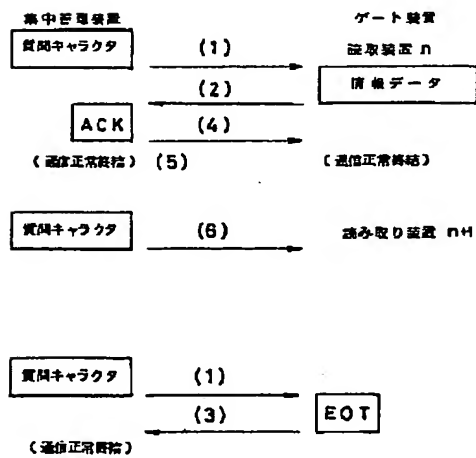 集中管理装置 ゲート装置
質問キャラクタ (1) 読取装置 n
(2) 情報データ
ACK (4)
(通信正常終結) (5) (通信正常終結)
質問キャラクタ (6) 読み取り装置 n+1
質問キャラクタ (1)
(3) EOT
(通信正常終結)